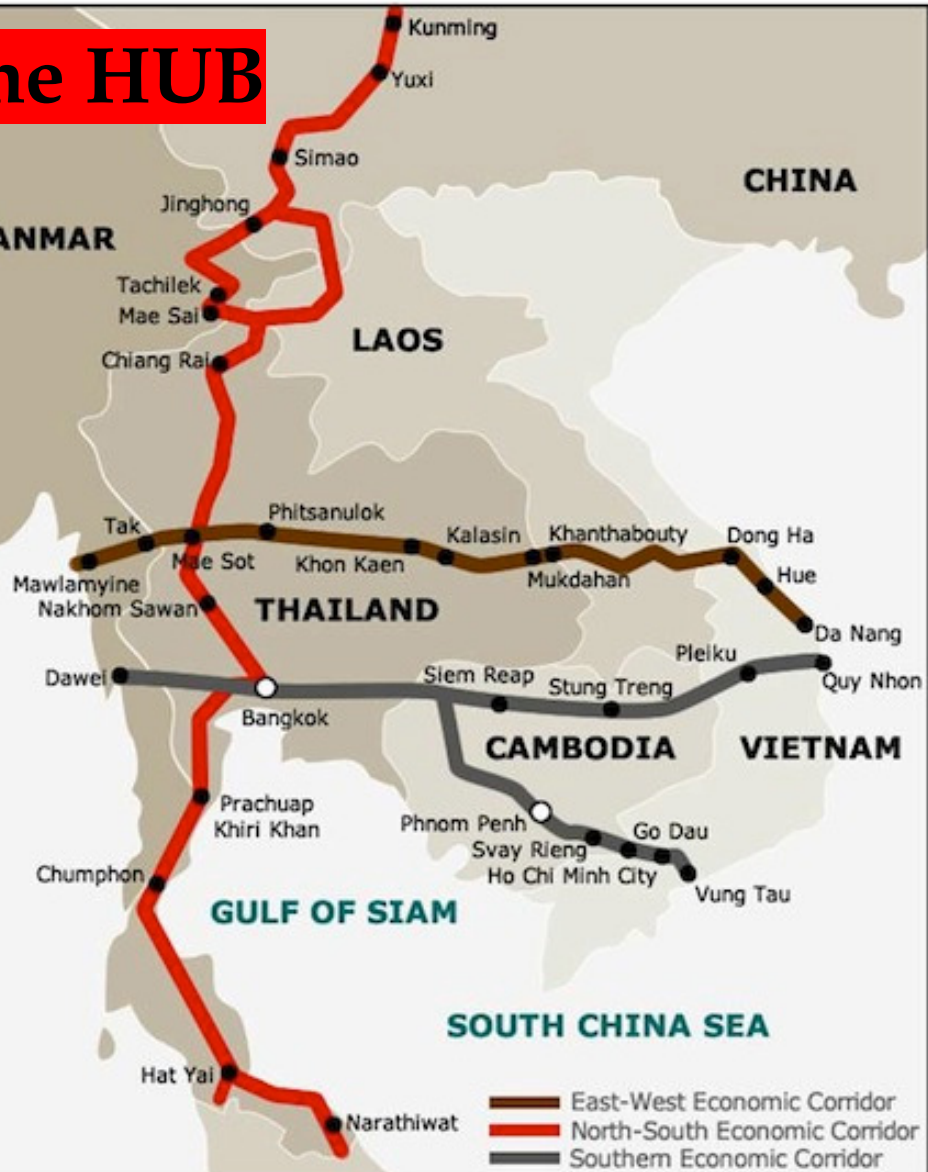 ne HUB
Kunming
Yuxi
Simao
CHINA
Jinghong
ANMAR
Tachilek
Mae Sai
LAOS
Chiang Rai
Phitsanulok
Tak
Kalasin
Khanthabouty
Dong Ha
Mae Sot
Khon Kaen
Mukdahan
Hue
Mawlamyine
Nakhom Sawan
THAILAND
Da Nang
Pleiku
Dawei
Siem Reap
Stung Treng
Quy Nhon
Bangkok
CAMBODIA
VIETNAM
Prachuap
Khiri Khan
Phnom Penh
Go Dau
Svay Rieng
Ho Chi Minh City
Chumphon
Vung Tau
GULF OF SIAM
SOUTH CHINA SEA
Hat Yai
Narathiwat
East-West Economic Corridor
North-South Economic Corridor
Southern Economic Corridor